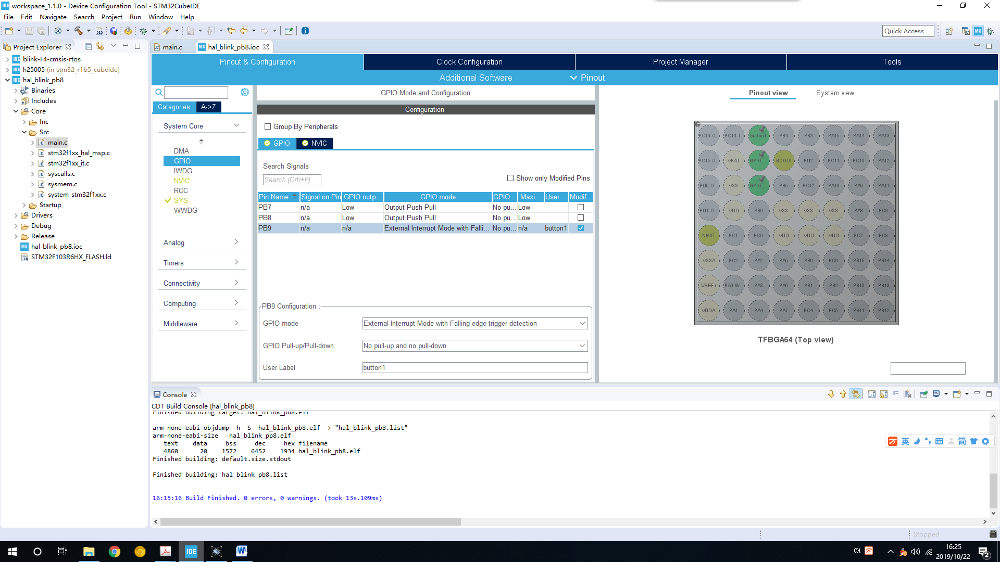 workspace_1.1.0 - Device Configuration Tool - STM32CubeIDE
File Edit Navigate Search Project Run Window Help
Quick Access
Project Explorer
blink-F4-cmsis-rtos
h25005 (in stm32_r1b5_cubeide)
hal_blink_pb8
Binaries
Includes
Core
Inc
Src
main.c
stm32f1xx_hal_msp.c
stm32f1xx_it.c
syscalls.c
sysmem.c
system_stm32f1xx.c
Startup
Drivers
Debug
Release
hal_blink_pb8.ioc
STM32F103R6HX_FLASH.ld
main.c hal_blink_pb8.ioc
Pinout & Configuration Clock Configuration Project Manager Tools
Additional Software Pinout
Categories A->Z
System Core
DMA
GPIO
IWDG
NVIC
RCC
SYS
WWDG
Analog
Timers
Connectivity
Computing
Middleware
GPIO Mode and Configuration
Configuration
Group By Peripherals
GPIO NVIC
Search Signals
Search (Crtl+F)
Show only Modified Pins
Pin Name Signal on Pin GPIO outp... GPIO mode GPIO... Maxi... User ... Modif...
PB7 n/a Low Output Push Pull No pu... Low
PB8 n/a Low Output Push Pull No pu... Low
PB9 n/a n/a External Interrupt Mode with Falli... No pu... n/a button1
PB9 Configuration :
GPIO mode External Interrupt Mode with Falling edge trigger detection
GPIO Pull-up/Pull-down No pull-up and no pull-down
User Label button1
Pinout view System view
PC14-O... PC13-T... button1 PB4 PB3 PA15 PA14 PA13
PC15-O... VBAT GPIO_... BOOT0 PD2 PC11 PC10 PA12
PD0-O... VSS GPIO_... PB5 PC12 PA10 PA9 PA11
PD1-O... VDD PB6 VSS VSS VSS PA8 PC9
NRST PC1 PC0 VDD VDD VDD PC7 PC8
VSSA PC2 PA2 PA5 PB0 PC6 PB15 PB14
VREF+ PA0-W... PA3 PA6 PB1 PB2 PB10 PB13
VDDA PA1 PA4 PA7 PC4 PC5 PB11 PB12
TFBGA64 (Top view)
Console
CDT Build Console [hal_blink_pb8]
Finished building target: hal_blink_pb8.elf
arm-none-eabi-objdump -h -S hal_blink_pb8.elf > "hal_blink_pb8.list"
arm-none-eabi-size hal_blink_pb8.elf
text data bss dec hex filename
4860 20 1572 6452 1934 hal_blink_pb8.elf
Finished building: default.size.stdout
Finished building: hal_blink_pb8.list
16:15:16 Build Finished. 0 errors, 0 warnings. (took 13s.109ms)
英 简
Stopped
IDE
CH
16:25
2019/10/22
2